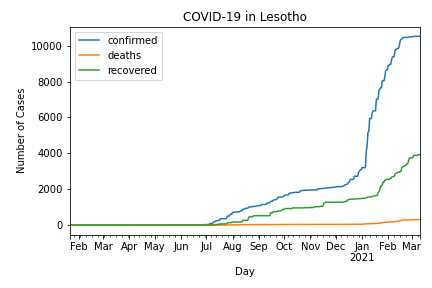 COVID-19 in Lesotho
confirmed
deaths
recovered
Number of Cases
10000
8000
6000
4000
2000
0
Feb Mar Apr May Jun Jul Aug Sep Oct Nov Dec Jan Feb Mar
2021
Day